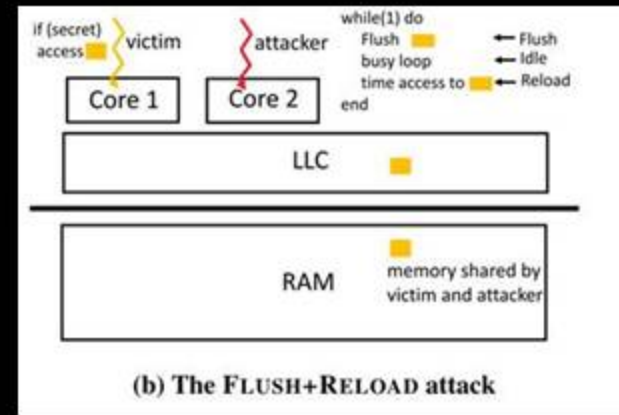 if (secret)
access
victim
attacker
while(1) do
Flush
Flush
busy loop
Idle
time access to
Reload
end
Core 1
Core 2
LLC
RAM
memory shared by
victim and attacker
(b) The FLUSH+RELOAD attack